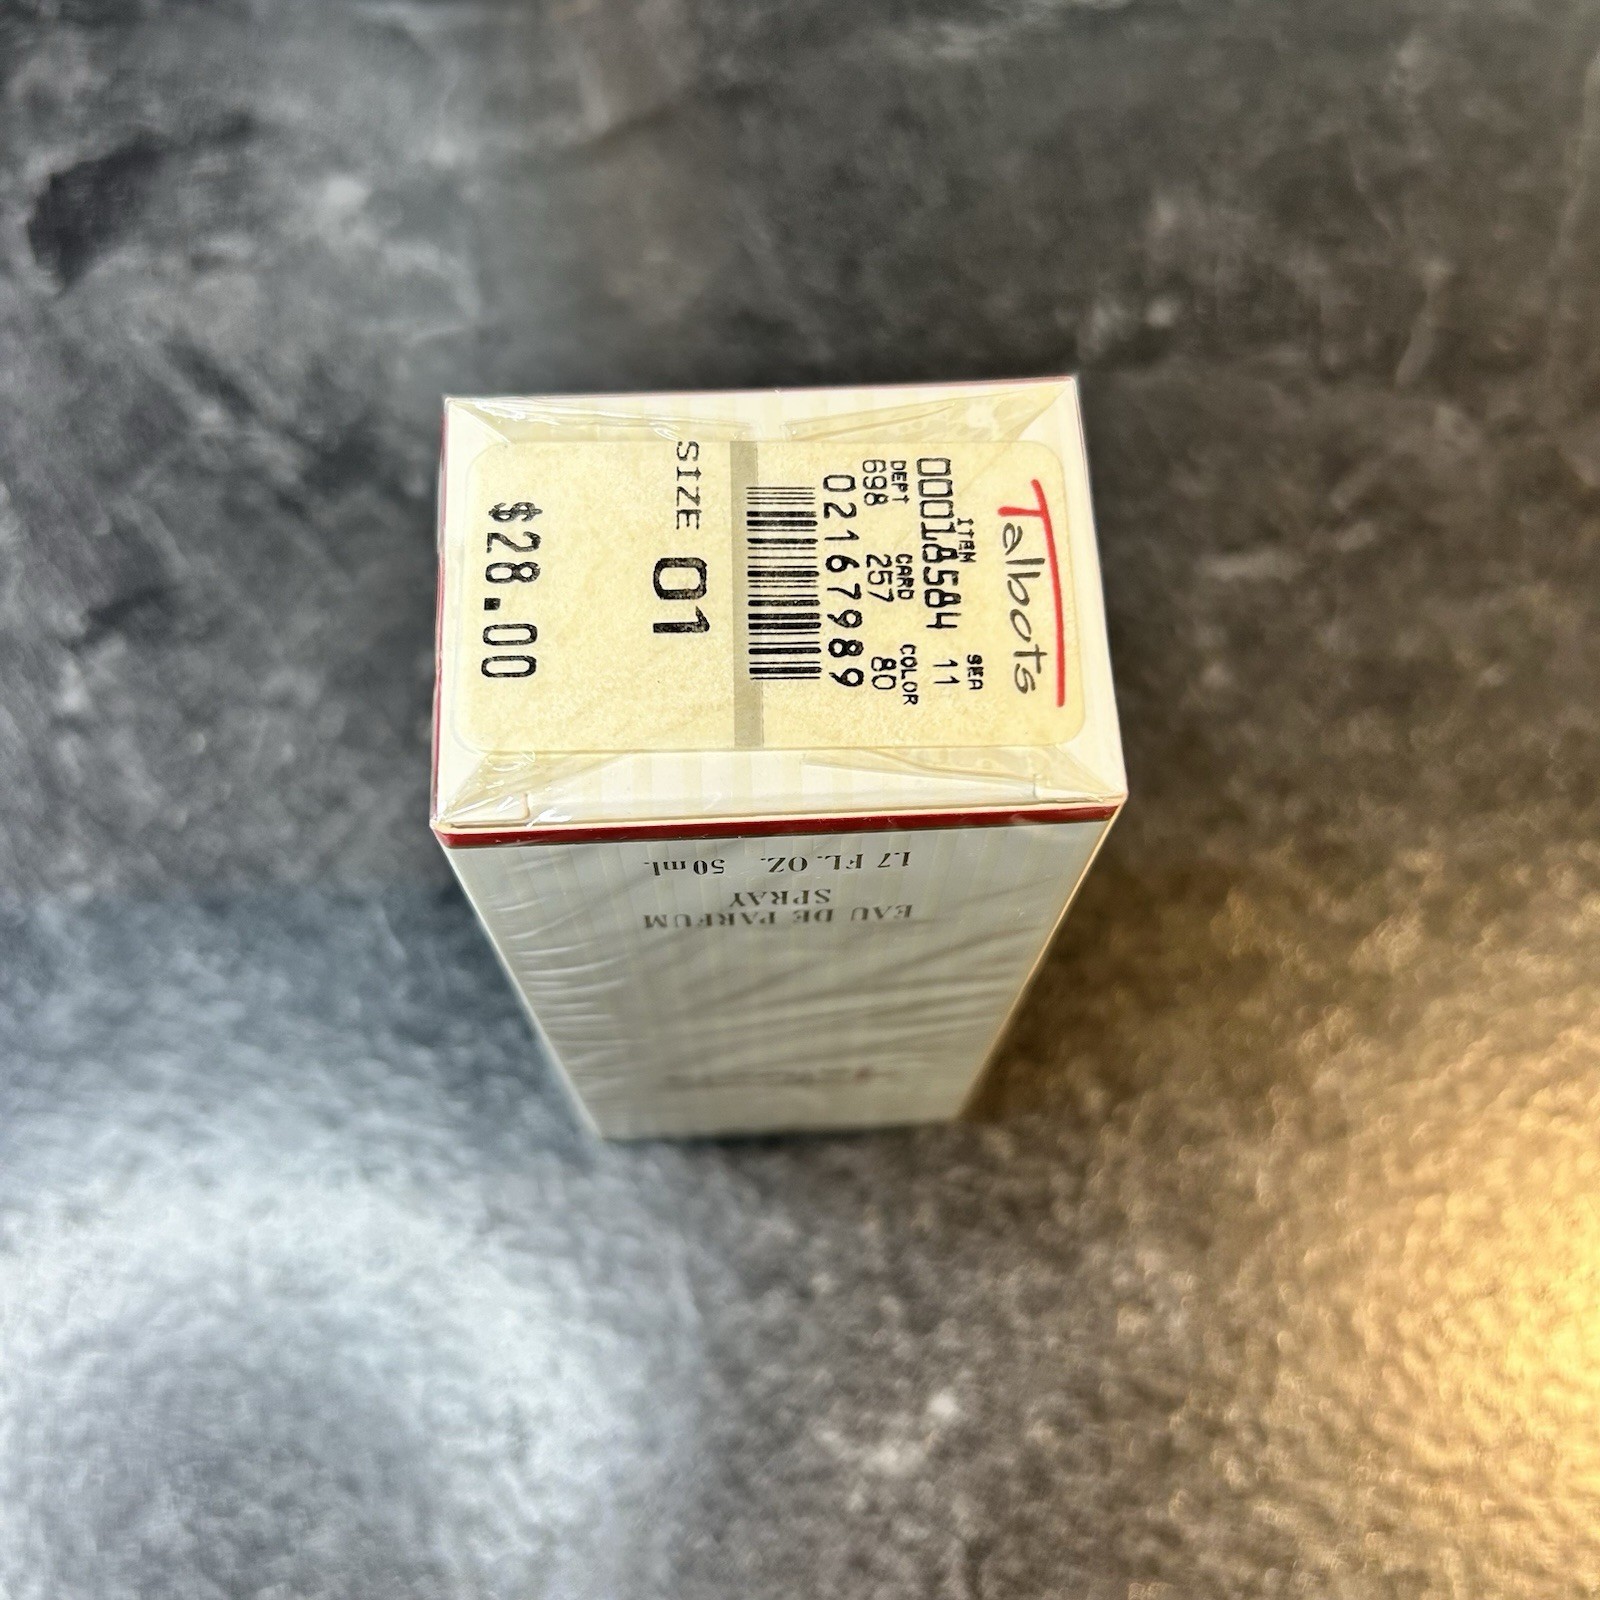 Talbots
ITEM SEA
00018584 11
DEPT CARD COLOR
698 257 80
02167989
SIZE 01
$28.00
EAU DE PARFUM
SPRAY
1.7 FL. OZ. 50 ml.